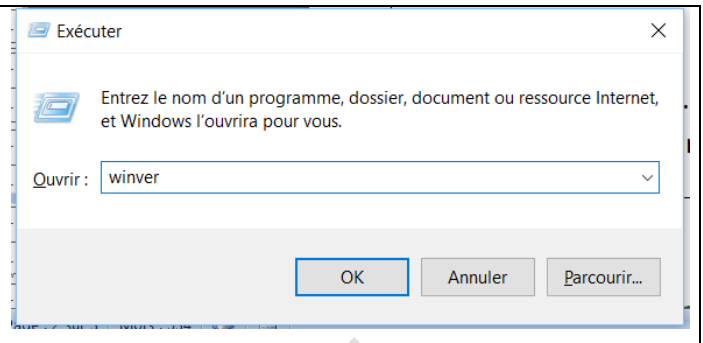 Exécuter
Entrez le nom d'un programme, dossier, document ou ressource Internet,
et Windows l'ouvrira pour vous.
Ouvrir : winver
OK Annuler Parcourir...